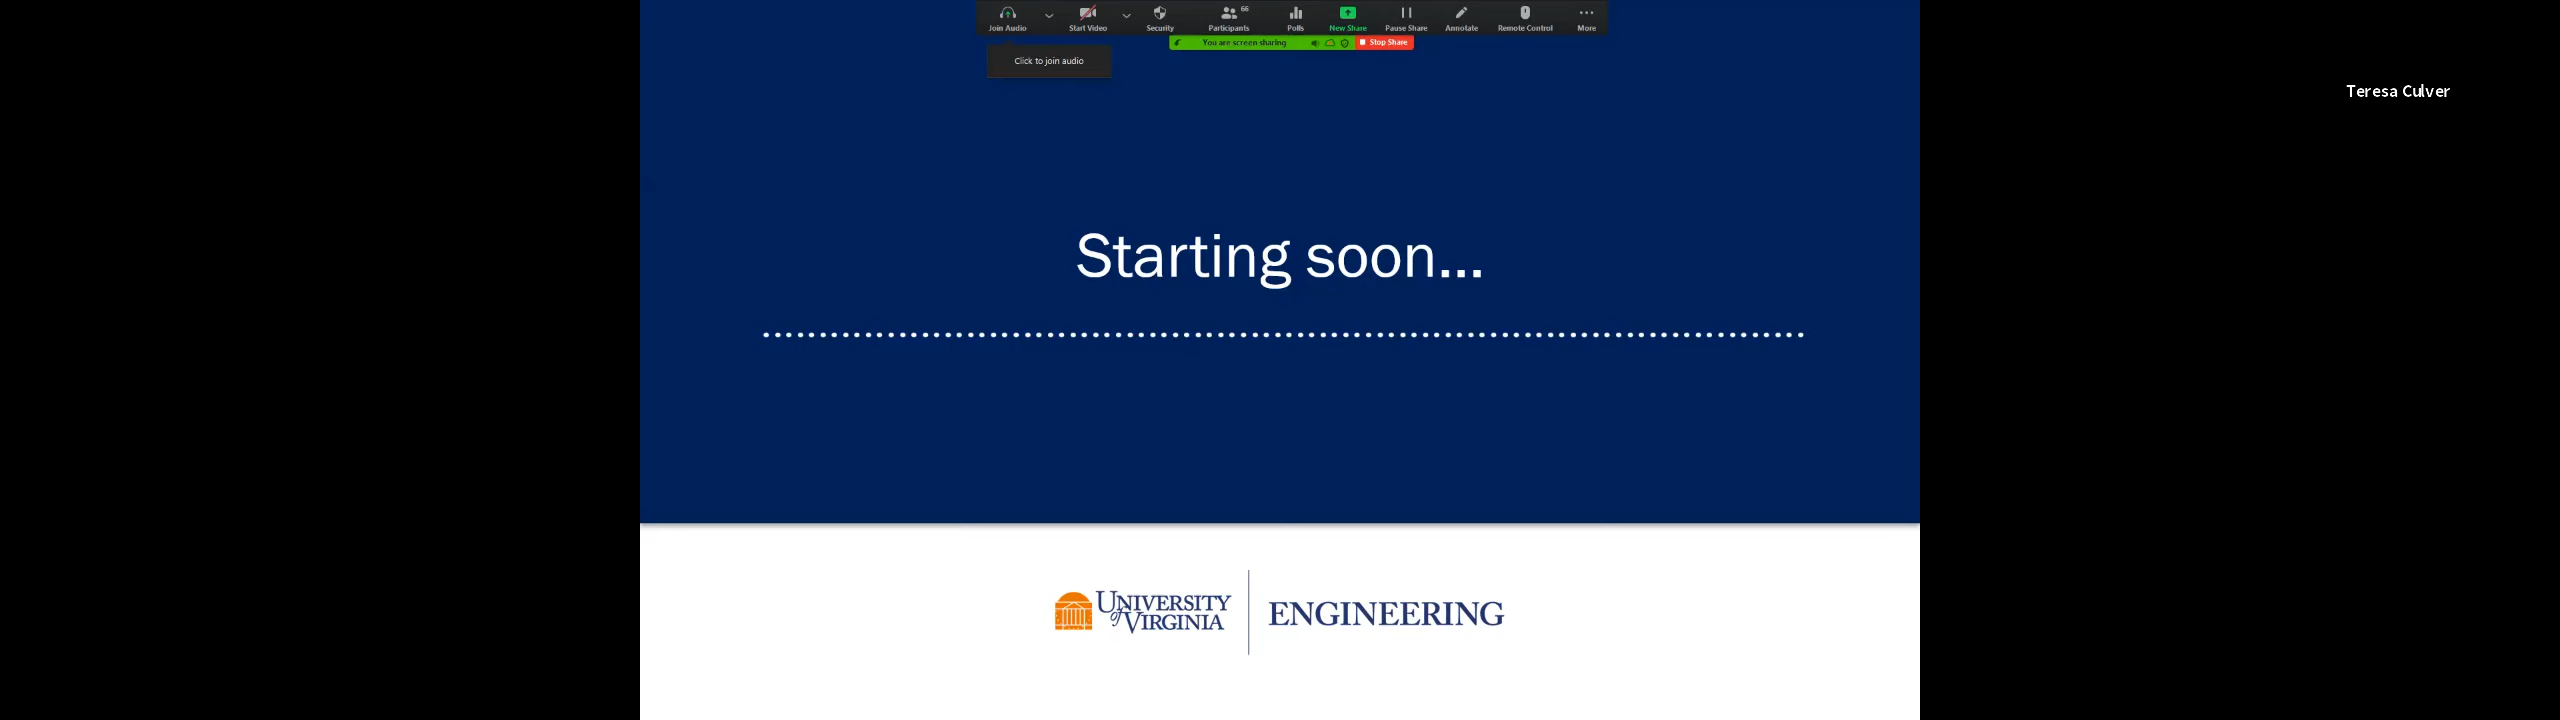 66
Join Audio Start Video Security Participants Polls New Share Pause Share Annotate Remote Control More
You are screen sharing Stop Share
Click to join audio
Teresa Culver
Starting soon...
UNIVERSITY
of VIRGINIA
ENGINEERING